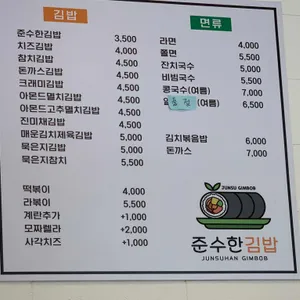 김밥
준수한김밥 3,500
치즈김밥 4,000
참치김밥 4,500
돈까스김밥 4,500
크래미김밥 4,500
아몬드멸치김밥 4,500
아몬드고추멸치김밥 4,500
진미채김밥 4,500
매운김치제육김밥 5,000
묵은지김밥 5,000
묵은지참치 5,500
떡볶이 4,000
라볶이 5,500
계란추가 +1,000
모짜렐라 +2,000
사각치즈 +1,000
면류
라면 4,000
쫄면 5,500
잔치국수 5,000
비빔국수 5,500
콩국수(여름) 7,000
(여름) 6,500
김치볶음밥 6,000
돈까스 7,000
JUNSU GIMBOB
준수한김밥
JUNSUHAN GIMBOB